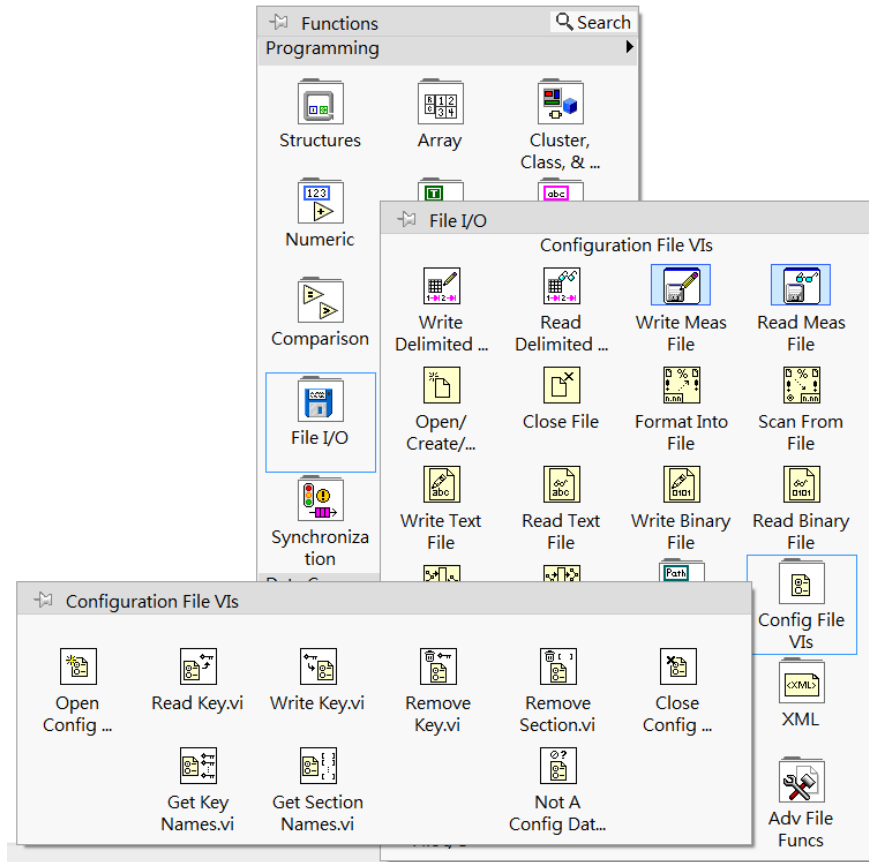 Functions
Search
Programming
Structures
Array
Cluster,
Class, & ...
Numeric
Comparison
File I/O
Synchroniza
tion
File I/O
Configuration File VIs
Write
Delimited ...
Read
Delimited ...
Write Meas
File
Read Meas
File
Open/
Create/...
Close File
Format Into
File
Scan From
File
Write Text
File
Read Text
File
Write Binary
File
Read Binary
File
Path
Config File
VIs
<XML>
XML
Adv File
Funcs
Configuration File VIs
Open
Config ...
Read Key.vi
Write Key.vi
Remove
Key.vi
Remove
Section.vi
Close
Config ...
Get Key
Names.vi
Get Section
Names.vi
Not A
Config Dat...